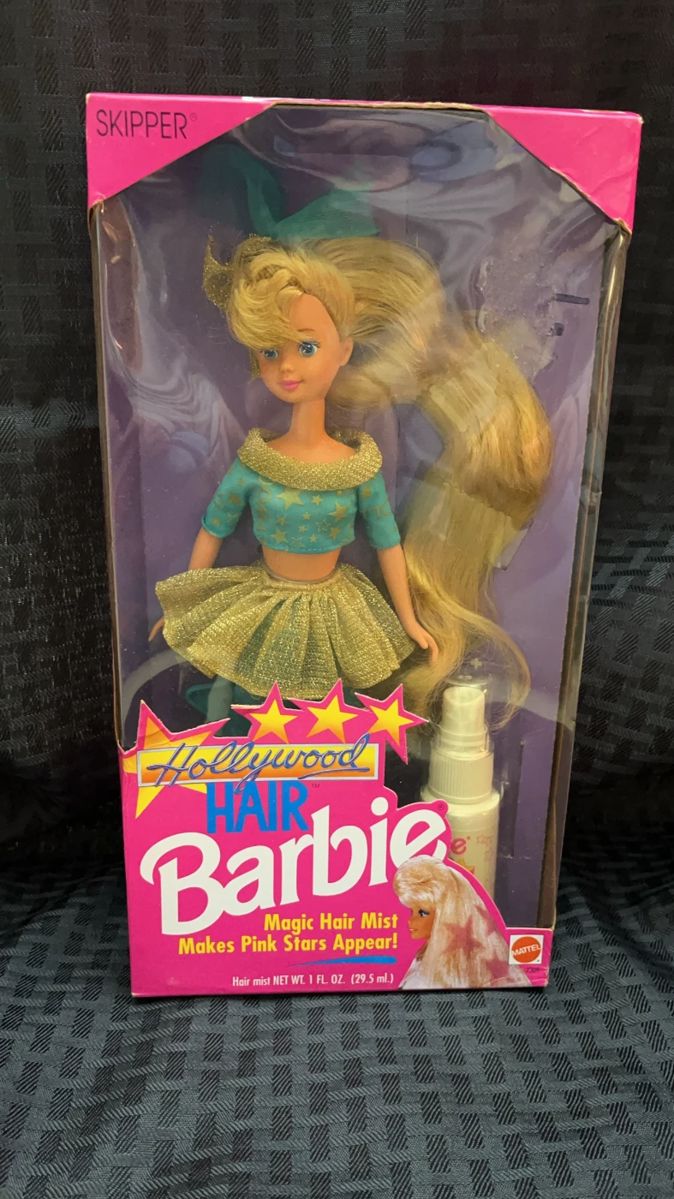 SKIPPER®
Hollywood
HAIR™
Barbie®
Magic Hair Mist
Makes Pink Stars Appear!
Hair mist NET WT. 1 FL. OZ. (29.5 ml.)
MATTEL